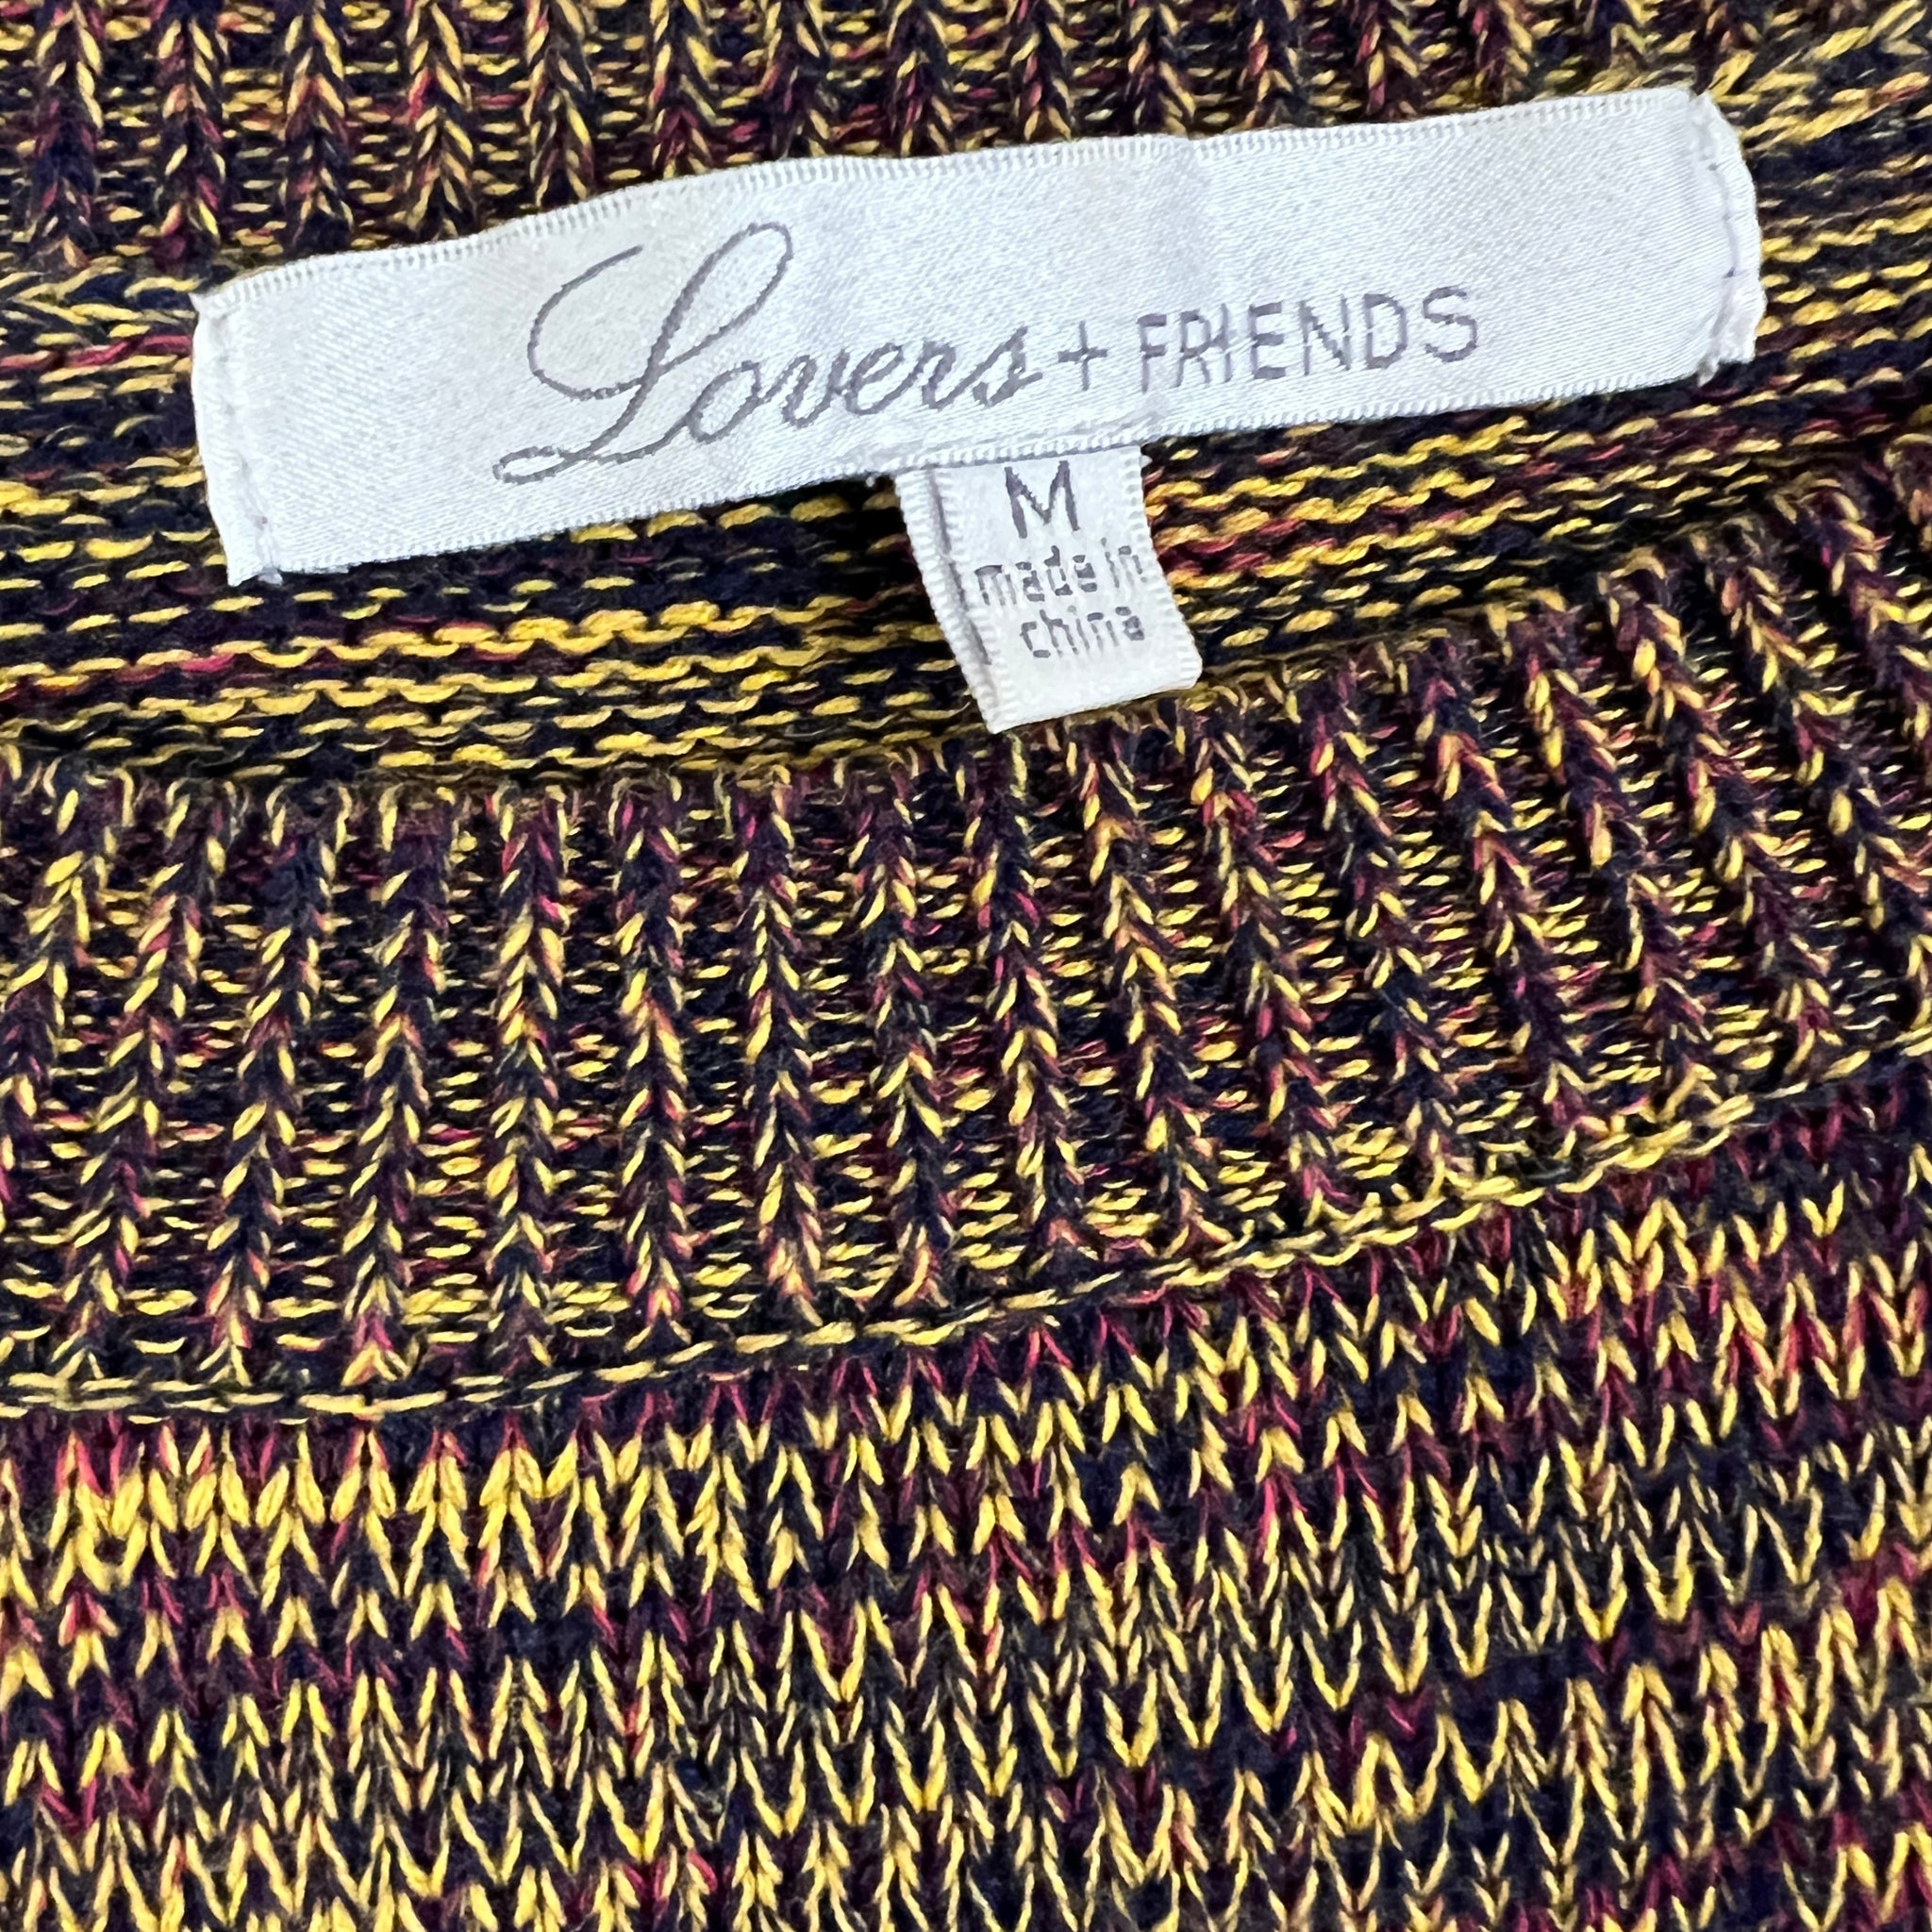 Lovers + FRIENDS
M
made in
china